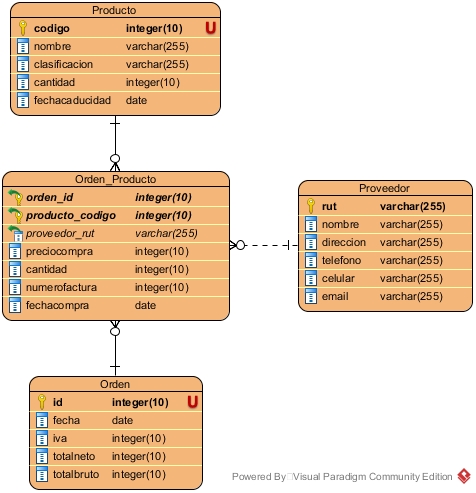 Producto
codigo integer(10) U
nombre varchar(255)
clasificacion varchar(255)
cantidad integer(10)
fechacaducidad date
Orden_Producto
orden_id integer(10)
producto_codigo integer(10)
proveedor_rut varchar(255)
preciocompra integer(10)
cantidad integer(10)
numerofactura integer(10)
fechacompra date
Proveedor
rut varchar(255)
nombre varchar(255)
direccion varchar(255)
telefono varchar(255)
celular varchar(255)
email varchar(255)
Orden
id integer(10) U
fecha date
iva integer(10)
totalneto integer(10)
totalbruto integer(10)
Powered By Visual Paradigm Community Edition